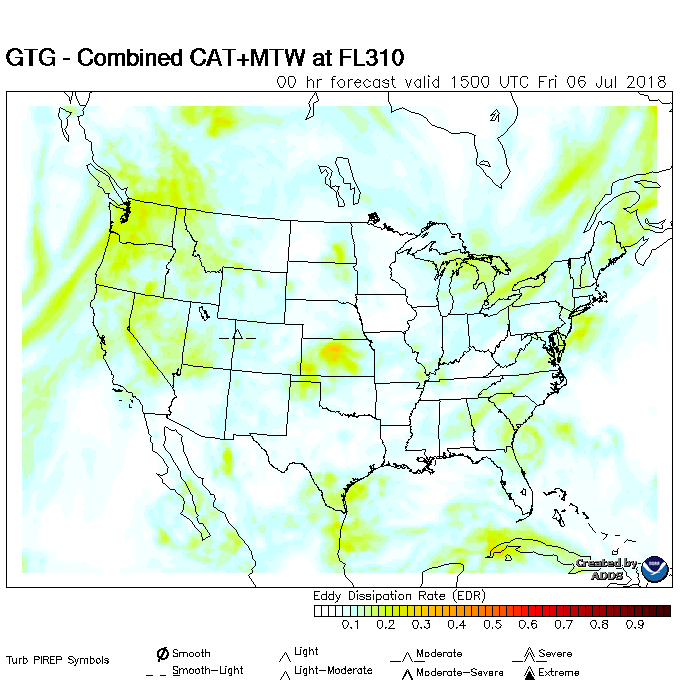 GTG - Combined CAT+MTW at FL310
00 hr forecast valid 1500 UTC Fri 06 Jul 2018
Created by
ADDS
Eddy Dissipation Rate (EDR)
0.1 0.2 0.3 0.4 0.5 0.6 0.7 0.8 0.9
Turb PIREP Symbols
Smooth Light Moderate Severe
Smooth-Light Light-Moderate Moderate-Severe Extreme